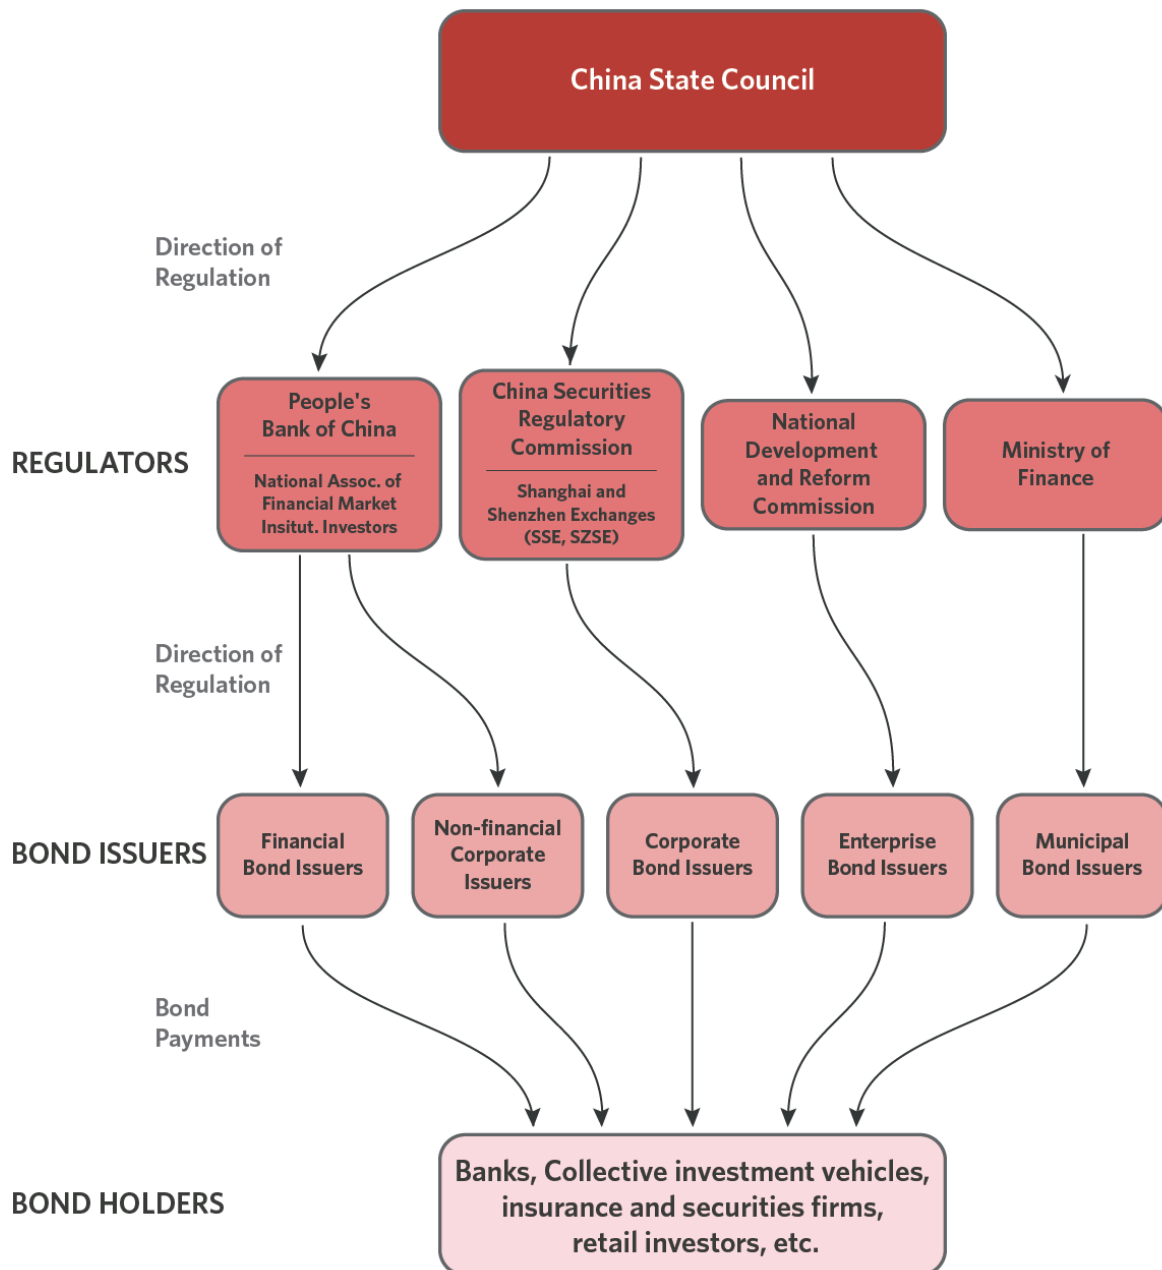 China State Council
Direction of
Regulation
REGULATORS
People's
Bank of China
National Assoc. of
Financial Market
Insitut. Investors
China Securities
Regulatory
Commission
Shanghai and
Shenzhen Exchanges
(SSE, SZSE)
National
Development
and Reform
Commission
Ministry of
Finance
Direction of
Regulation
BOND ISSUERS
Financial
Bond Issuers
Non-financial
Corporate
Issuers
Corporate
Bond Issuers
Enterprise
Bond Issuers
Municipal
Bond Issuers
Bond
Payments
BOND HOLDERS
Banks, Collective investment vehicles,
insurance and securities firms,
retail investors, etc.